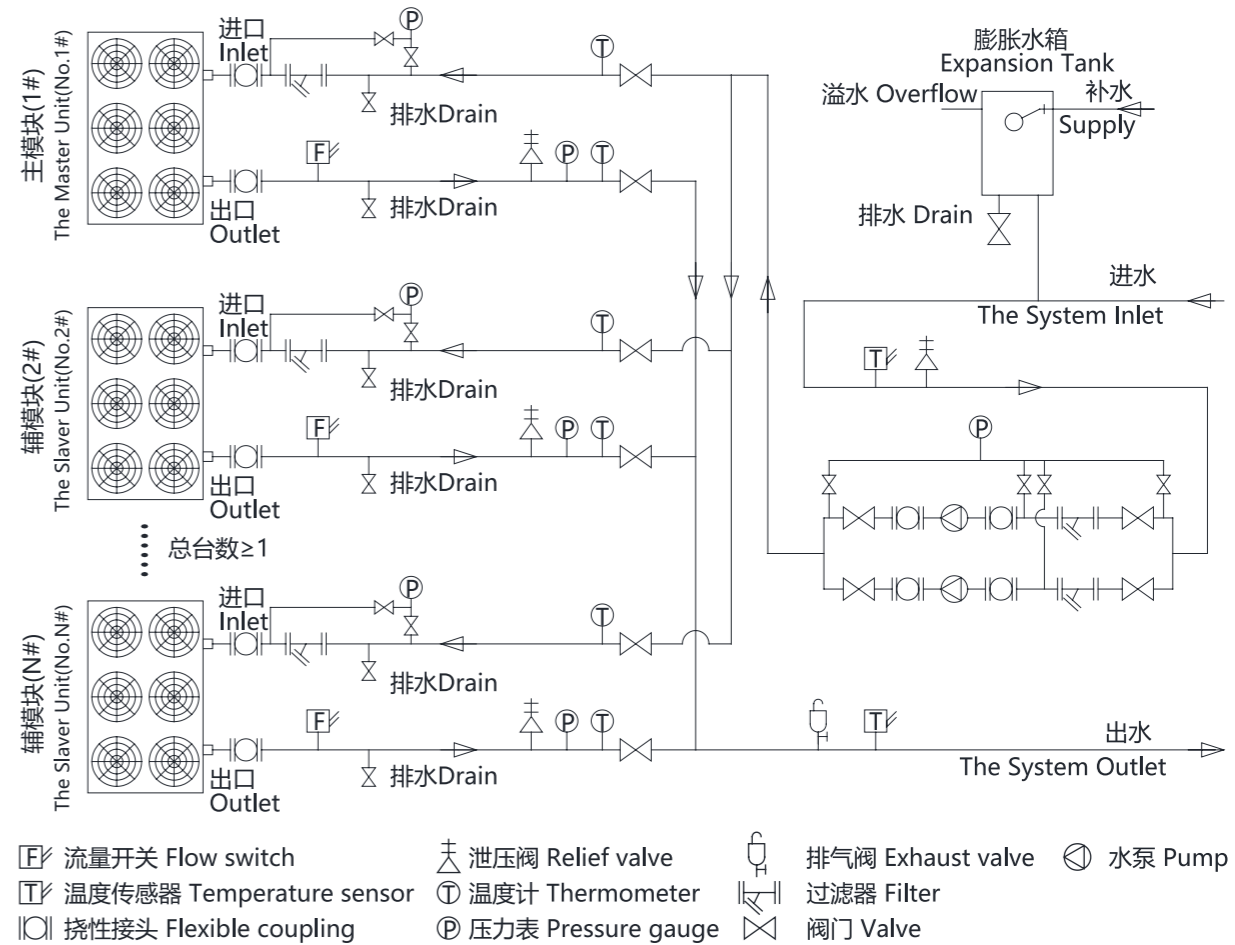 主模块(1#)
The Master Unit(No.1#)
进口
Inlet
P
T
排水Drain
F
P
T
排水Drain
出口
Outlet
膨胀水箱
Expansion Tank
溢水 Overflow
补水
Supply
排水 Drain
进水
The System Inlet
T
P
辅模块(2#)
The Slaver Unit(No.2#)
进口
Inlet
P
T
排水Drain
F
P
T
排水Drain
出口
Outlet
总台数≥1
辅模块(N#)
The Slaver Unit(No.N#)
进口
Inlet
P
T
排水Drain
F
P
T
排水Drain
出口
Outlet
T
出水
The System Outlet
F 流量开关 Flow switch
泄压阀 Relief valve
排气阀 Exhaust valve
水泵 Pump
T 温度传感器 Temperature sensor
T 温度计 Thermometer
过滤器 Filter
挠性接头 Flexible coupling
P 压力表 Pressure gauge
阀门 Valve